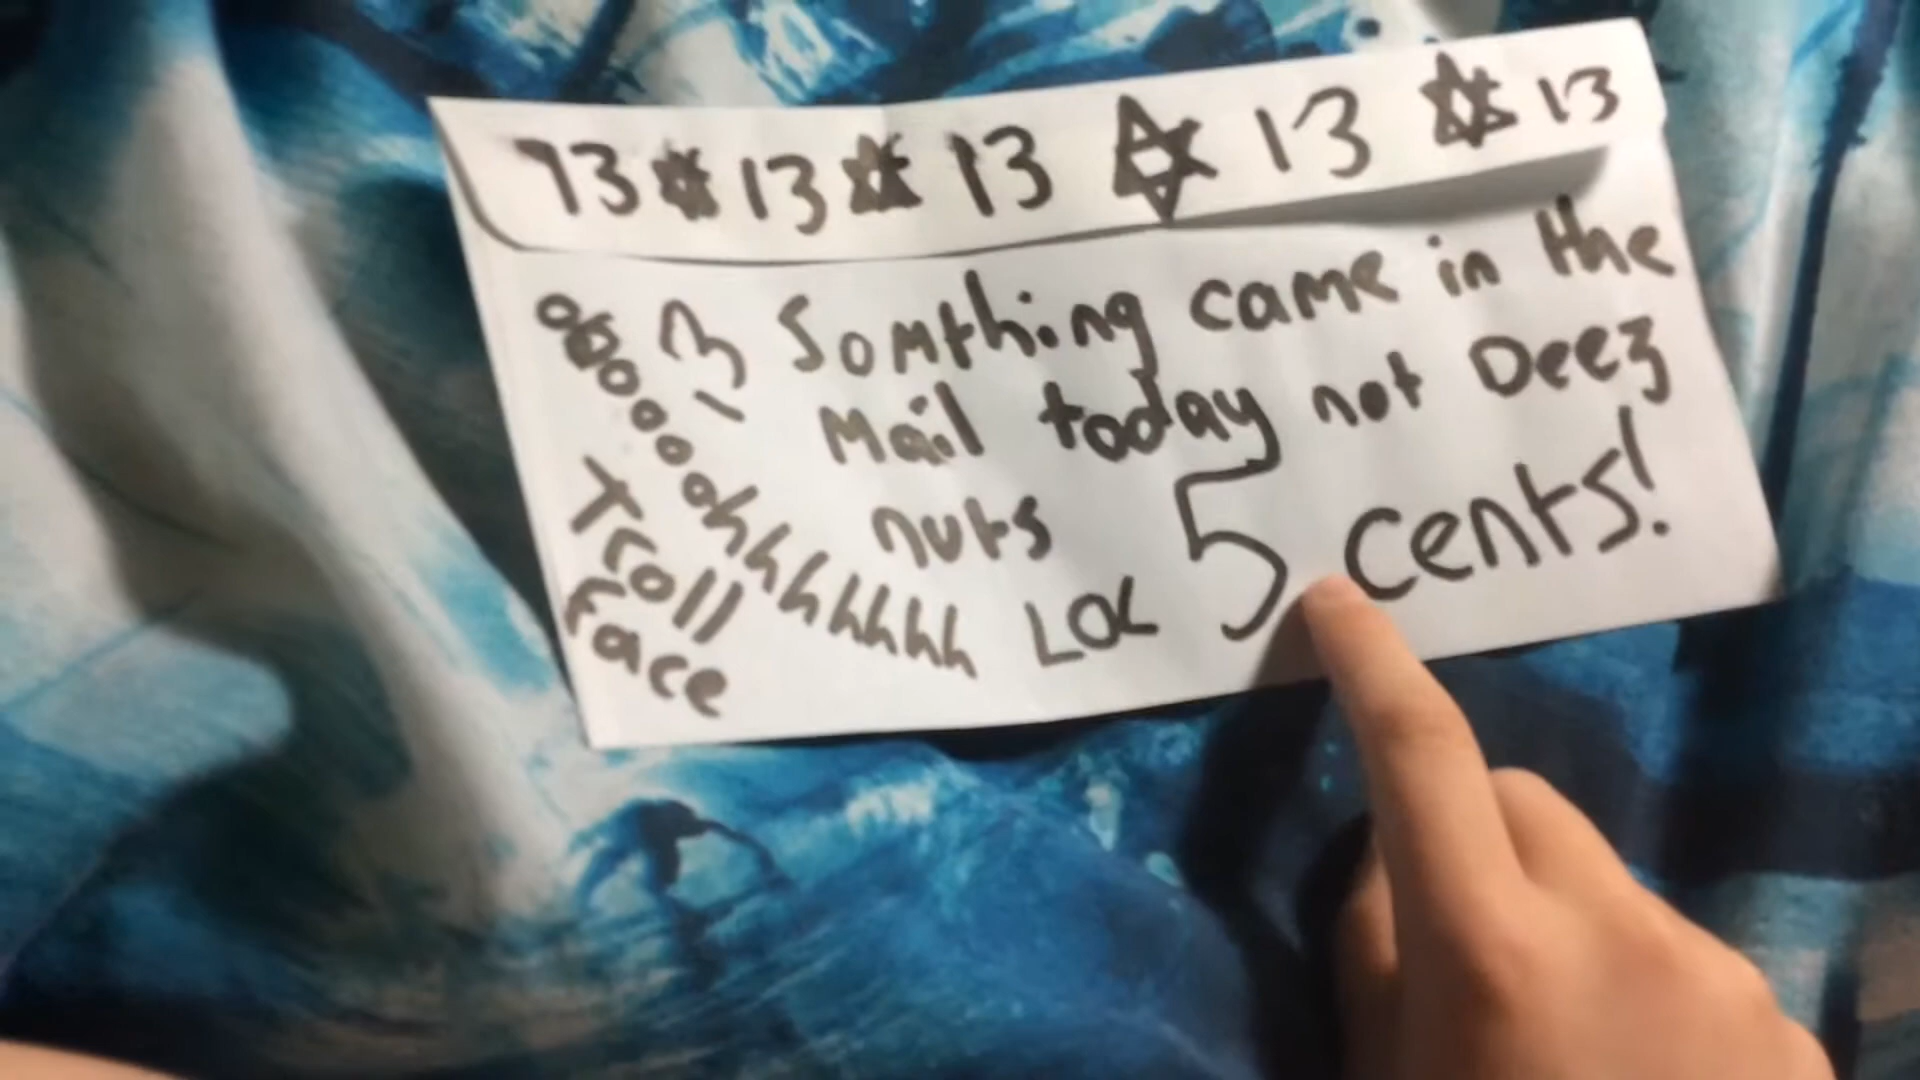 13 ✡ 13 ✡ 13 ✡ 13 ✡ 13
Somthing came in the
Mail today not Deez
nuts
5 cents!
LOL
oooooooohhhhhhhh
Troll
face